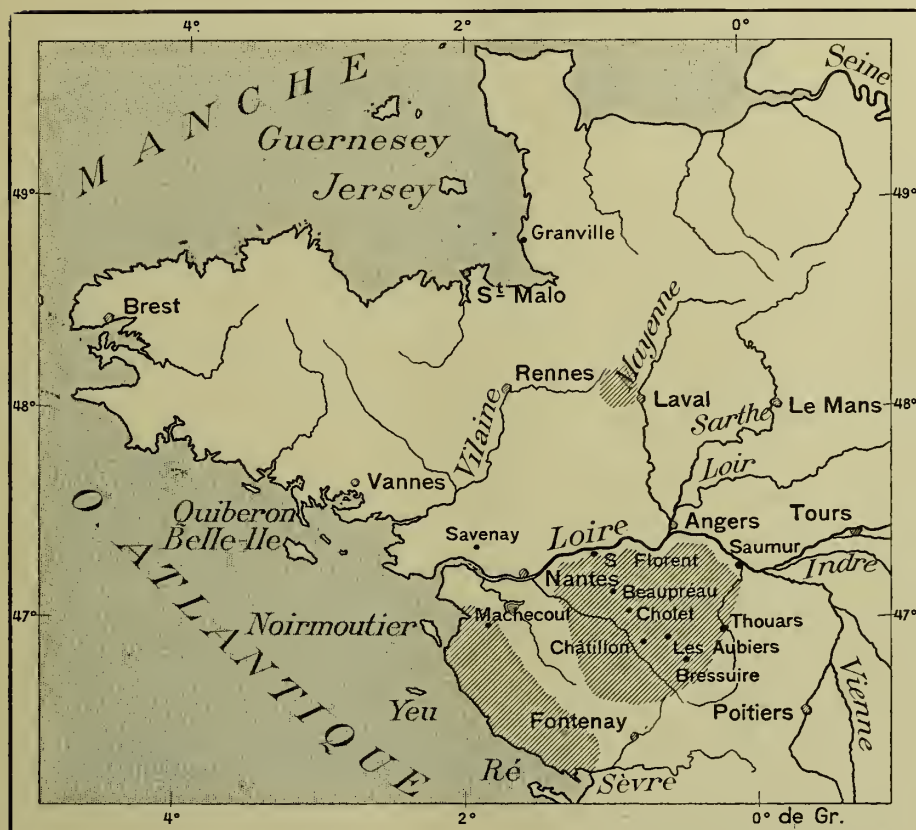 4° 2° 0°
MANCHE
Seine
Guernesey
Jersey
49° 49°
Granville
St Malo
Brest
Mayenne
Rennes
48° 48°
Laval
Sarthe
Le Mans
Vilaine
Loir
Vannes
Quiberon
Belle-Ile
Angers
Tours
Savenay
Loire
Saumur
S Florent
Indre
Nantes
Beaupréau
47° 47°
Machecout
Cholet
Noirmoutier
Thouars
Châtillon
Les Aubiers
Bressuire
O. ATLANTIQUE
Yeu
Fontenay
Poitiers
Vienne
Ré
Sèvre
4° 2° 0° de Gr.